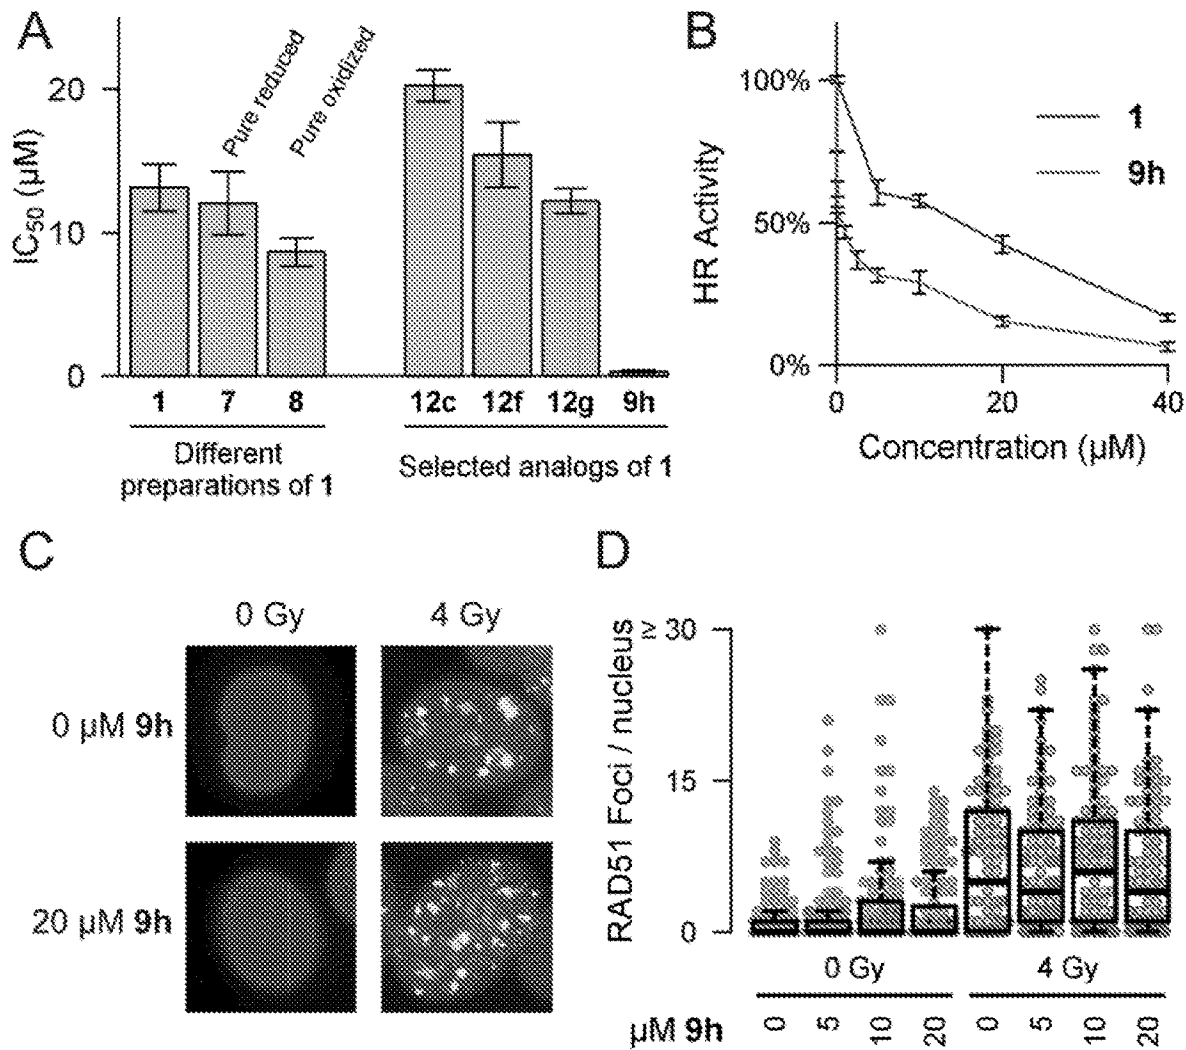 A
20
10
0
IC50 (μM)
Pure reduced
Pure oxidized
1 7 8
12c 12f 12g 9h
Different
preparations of 1
Selected analogs of 1
B
100%
50%
0%
HR Activity
1
9h
0 20 40
Concentration (μM)
C
0 Gy 4 Gy
0 μM 9h
20 μM 9h
D
≥ 30
15
0
RAD51 Foci / nucleus
0 Gy 4 Gy
μM 9h 0 5 10 20 0 5 10 20